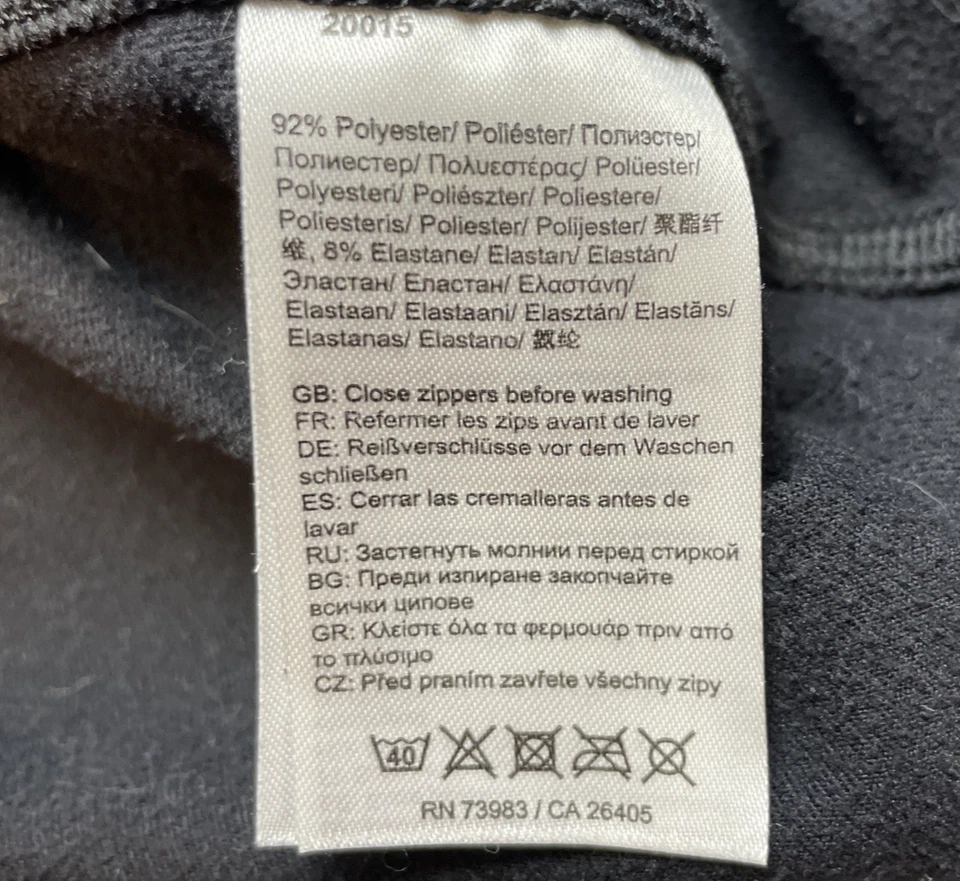 20015
92% Polyester/ Poliéster/ Полиэстер/
Полиестер/ Πολυεστέρας/ Polüester/
Polyesteri/ Poliészter/ Poliestere/
Poliesteris/ Poliester/ Polijester/ 聚酯纤
维, 8% Elastane/ Elastan/ Elastán/
Эластан/ Еластан/ Ελαστάνη/
Elastaan/ Elastaani/ Elasztán/ Elastāns/
Elastanas/ Elastano/ 氨纶
GB: Close zippers before washing
FR: Refermer les zips avant de laver
DE: Reißverschlüsse vor dem Waschen
schließen
ES: Cerrar las cremalleras antes de
lavar
RU: Застегнуть молнии перед стиркой
BG: Преди изпиране закопчайте
всички ципове
GR: Κλείστε όλα τα φερμουάρ πριν από
το πλύσιμο
CZ: Před praním zavřete všechny zipy
40
RN 73983 / CA 26405